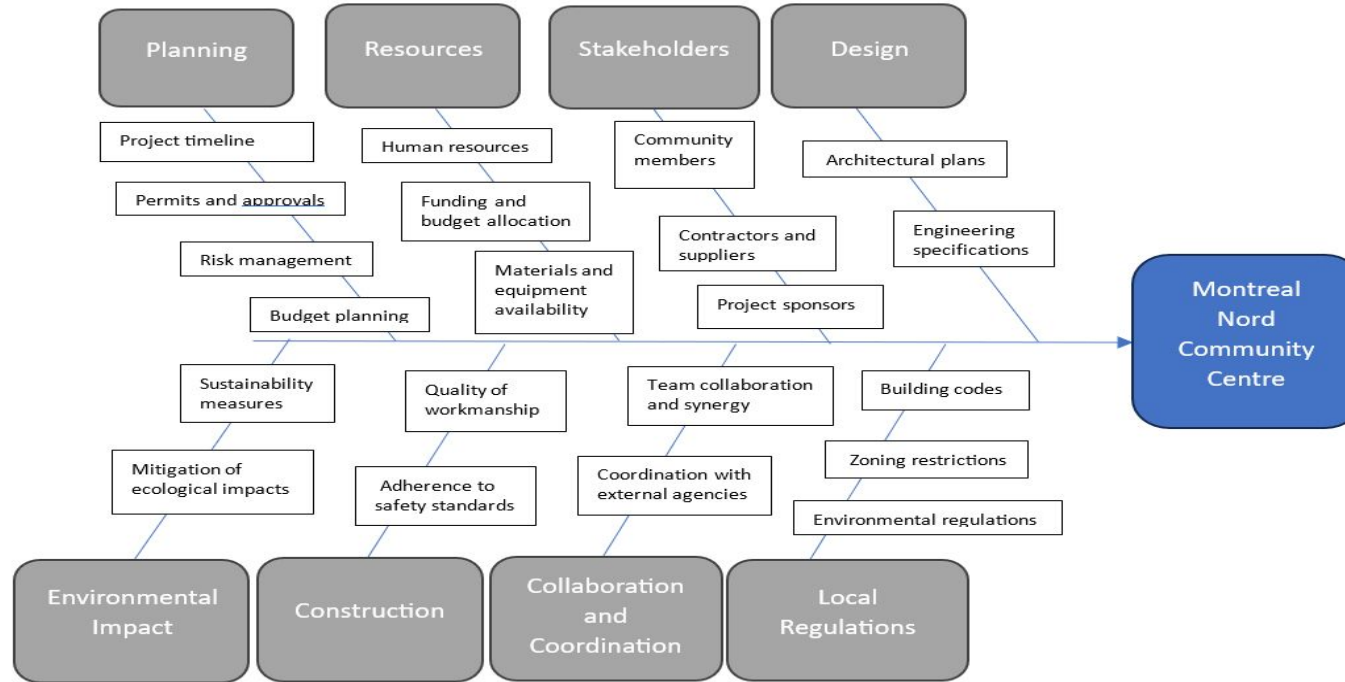 Planning
Resources
Stakeholders
Design
Project timeline
Permits and approvals
Risk management
Budget planning
Human resources
Funding and
budget allocation
Materials and
equipment
availability
Community
members
Contractors and
suppliers
Project sponsors
Architectural plans
Engineering
specifications
Montreal
Nord
Community
Centre
Sustainability
measures
Mitigation of
ecological impacts
Quality of
workmanship
Adherence to
safety standards
Team collaboration
and synergy
Coordination with
external agencies
Building codes
Zoning restrictions
Environmental regulations
Environmental
Impact
Construction
Collaboration
and
Coordination
Local
Regulations